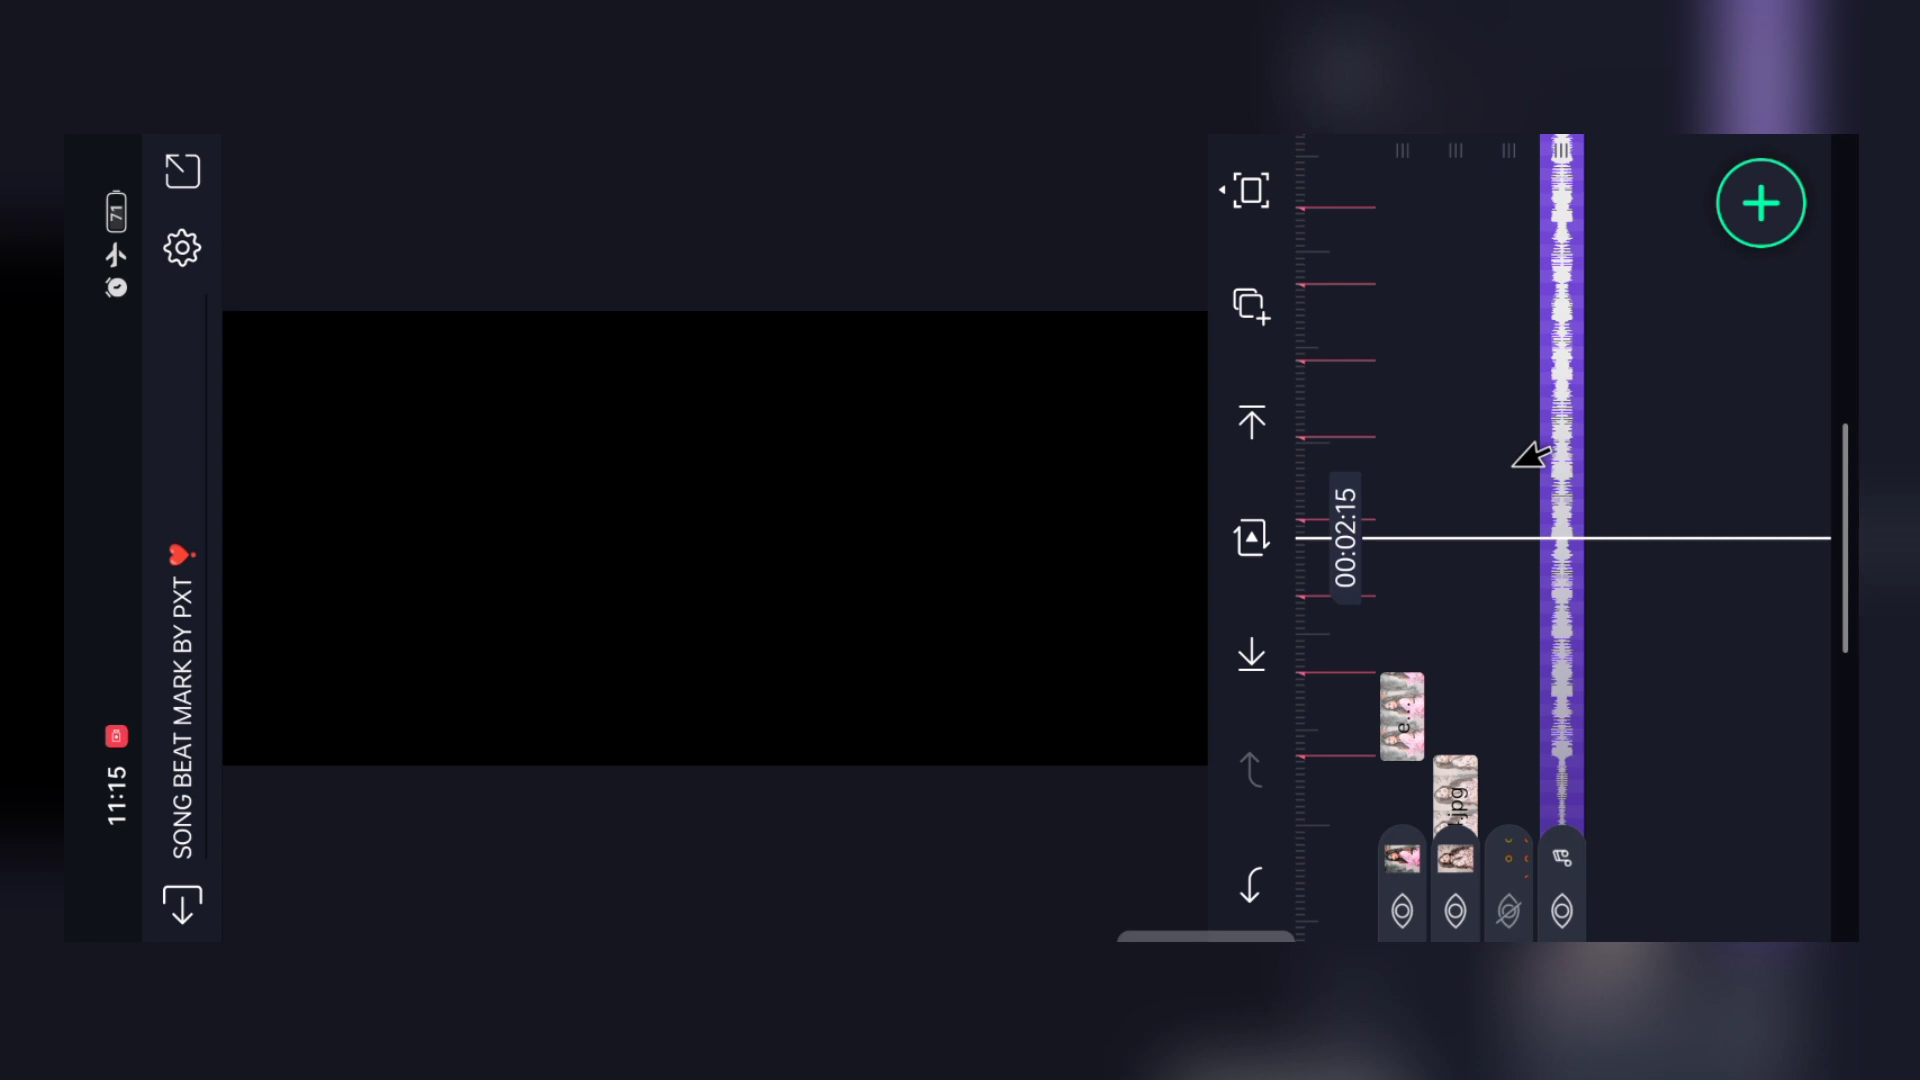 11:15
71
SONG BEAT MARK BY PXT
00:02:15
e...
.jpg